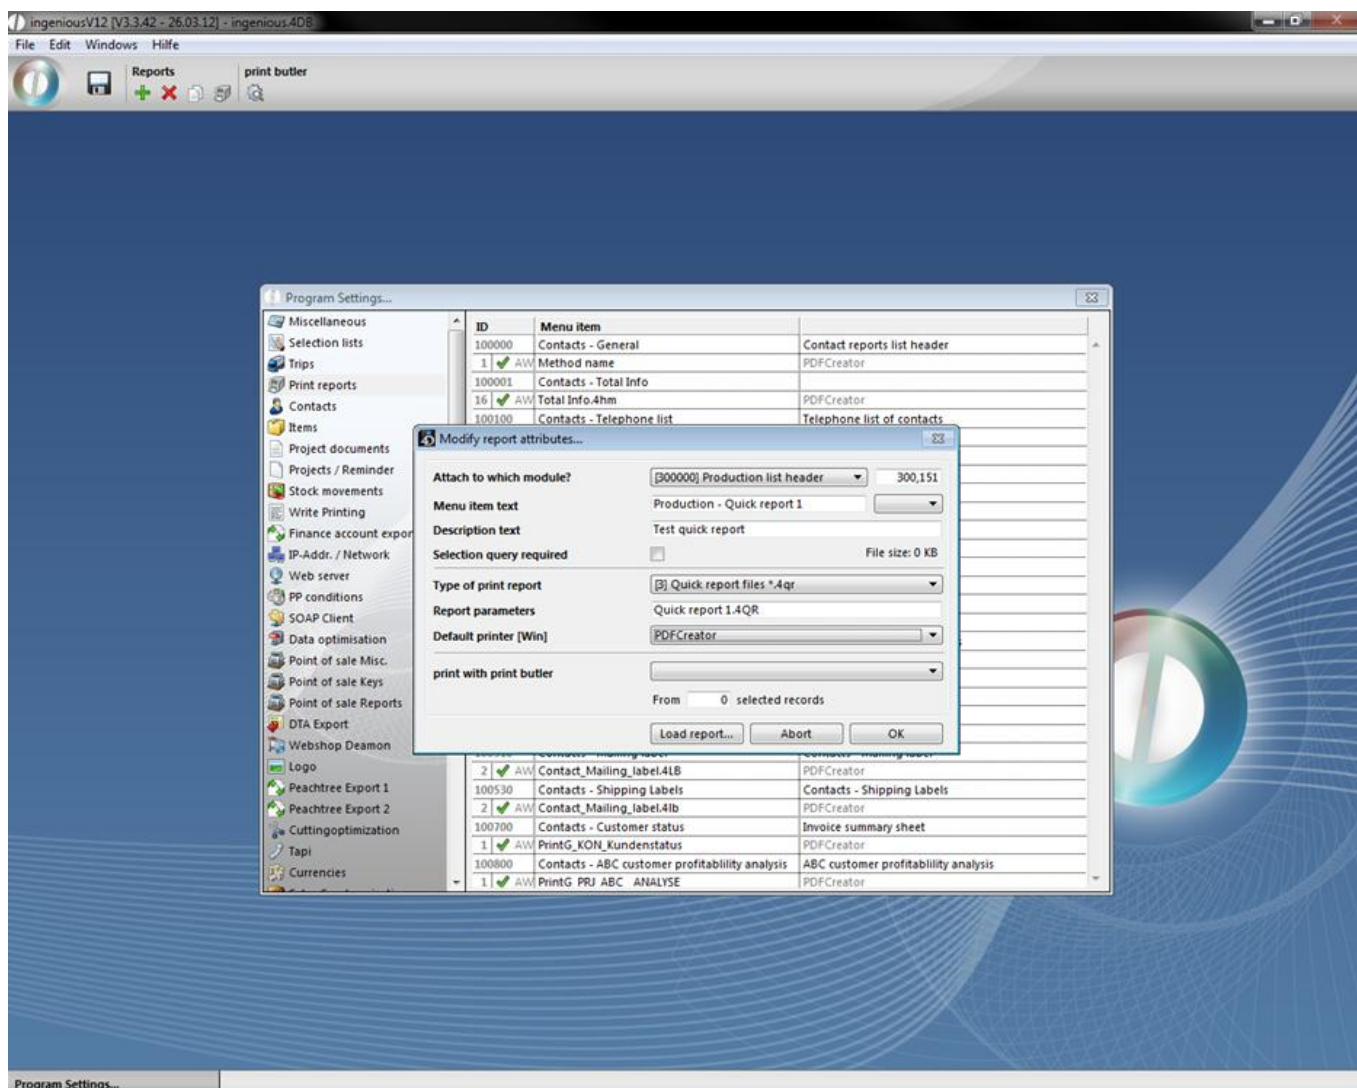 ingeniousV12 [V3.3.42 - 26.03.12] - ingenious.4DB
File Edit Windows Hilfe
Reports print butler
Program Settings...
Miscellaneous
Selection lists
Trips
Print reports
Contacts
Items
Project documents
Projects / Reminder
Stock movements
Write Printing
Finance account expor
IP-Addr. / Network
Web server
PP conditions
SOAP Client
Data optimisation
Point of sale Misc.
Point of sale Keys
Point of sale Reports
DTA Export
Webshop Deamon
Logo
Peachtree Export 1
Peachtree Export 2
Cuttingoptimization
Tapi
Currencies
ID Menu item
100000 Contacts - General Contact reports list header
1 AW Method name PDFCreator
100001 Contacts - Total Info
16 AW Total Info.4hm PDFCreator
100100 Contacts - Telephone list Telephone list of contacts
Modify report attributes...
Attach to which module? [300000] Production list header 300,151
Menu item text Production - Quick report 1
Description text Test quick report
Selection query required File size: 0 KB
Type of print report [3] Quick report files *.4qr
Report parameters Quick report 1.4QR
Default printer [Win] PDFCreator
print with print butler
From 0 selected records
Load report... Abort OK
2 AW Contact_Mailing_label.4LB PDFCreator
100530 Contacts - Shipping Labels Contacts - Shipping Labels
2 AW Contact_Mailing_label.4lb PDFCreator
100700 Contacts - Customer status Invoice summary sheet
1 AW PrintG_KON_Kundenstatus PDFCreator
100800 Contacts - ABC customer profitablility analysis ABC customer profitablility analysis
1 AW PrintG_PRJ_ABC_ANALYSE PDFCreator
Program Settings...